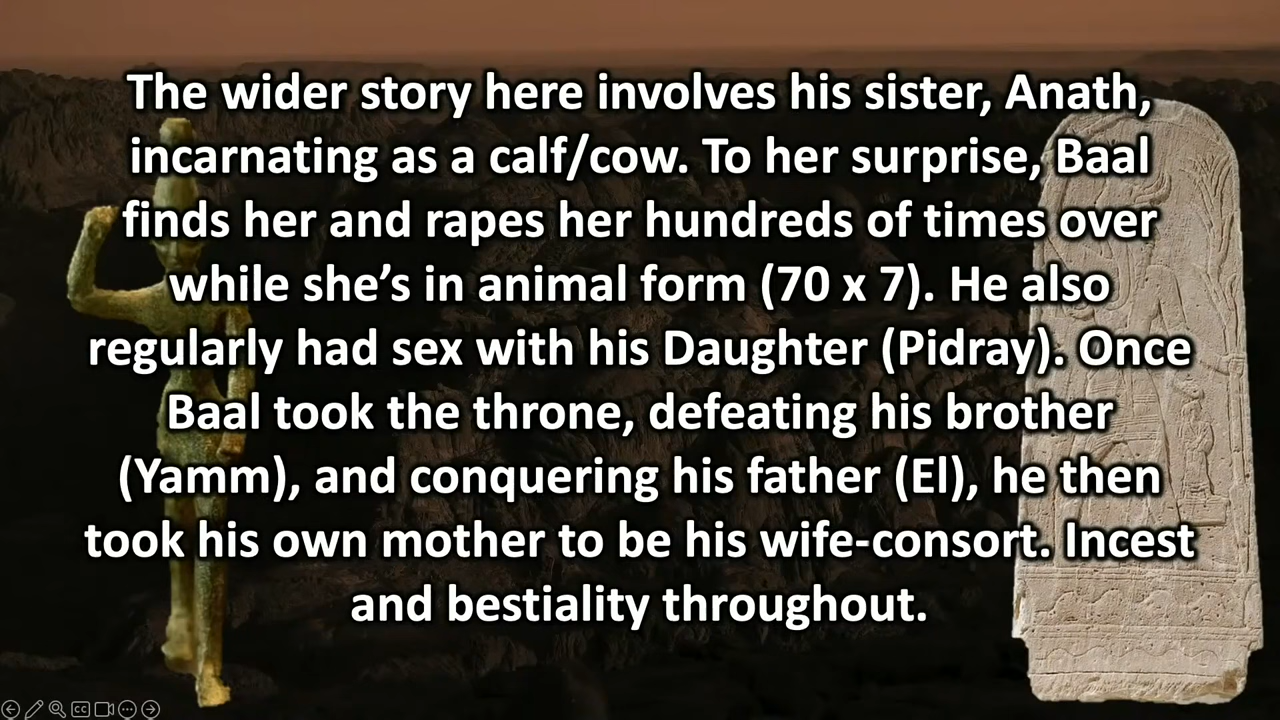 The wider story here involves his sister, Anath,
incarnating as a calf/cow. To her surprise, Baal
finds her and rapes her hundreds of times over
while she’s in animal form (70 x 7). He also
regularly had sex with his Daughter (Pidray). Once
Baal took the throne, defeating his brother
(Yamm), and conquering his father (El), he then
took his own mother to be his wife-consort. Incest
and bestiality throughout.
CC